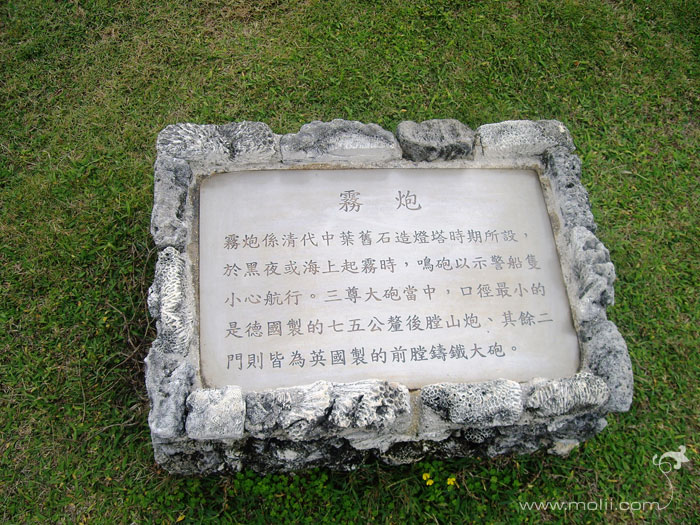 霧炮
霧炮係清代中葉舊石造燈塔時期所設，
於黑夜或海上起霧時，鳴砲以示警船隻
小心航行。三尊大砲當中，口徑最小的
是德國製的七五公釐後膛山炮、其餘二
門則皆為英國製的前膛鑄鐵大砲。
www.molii.com